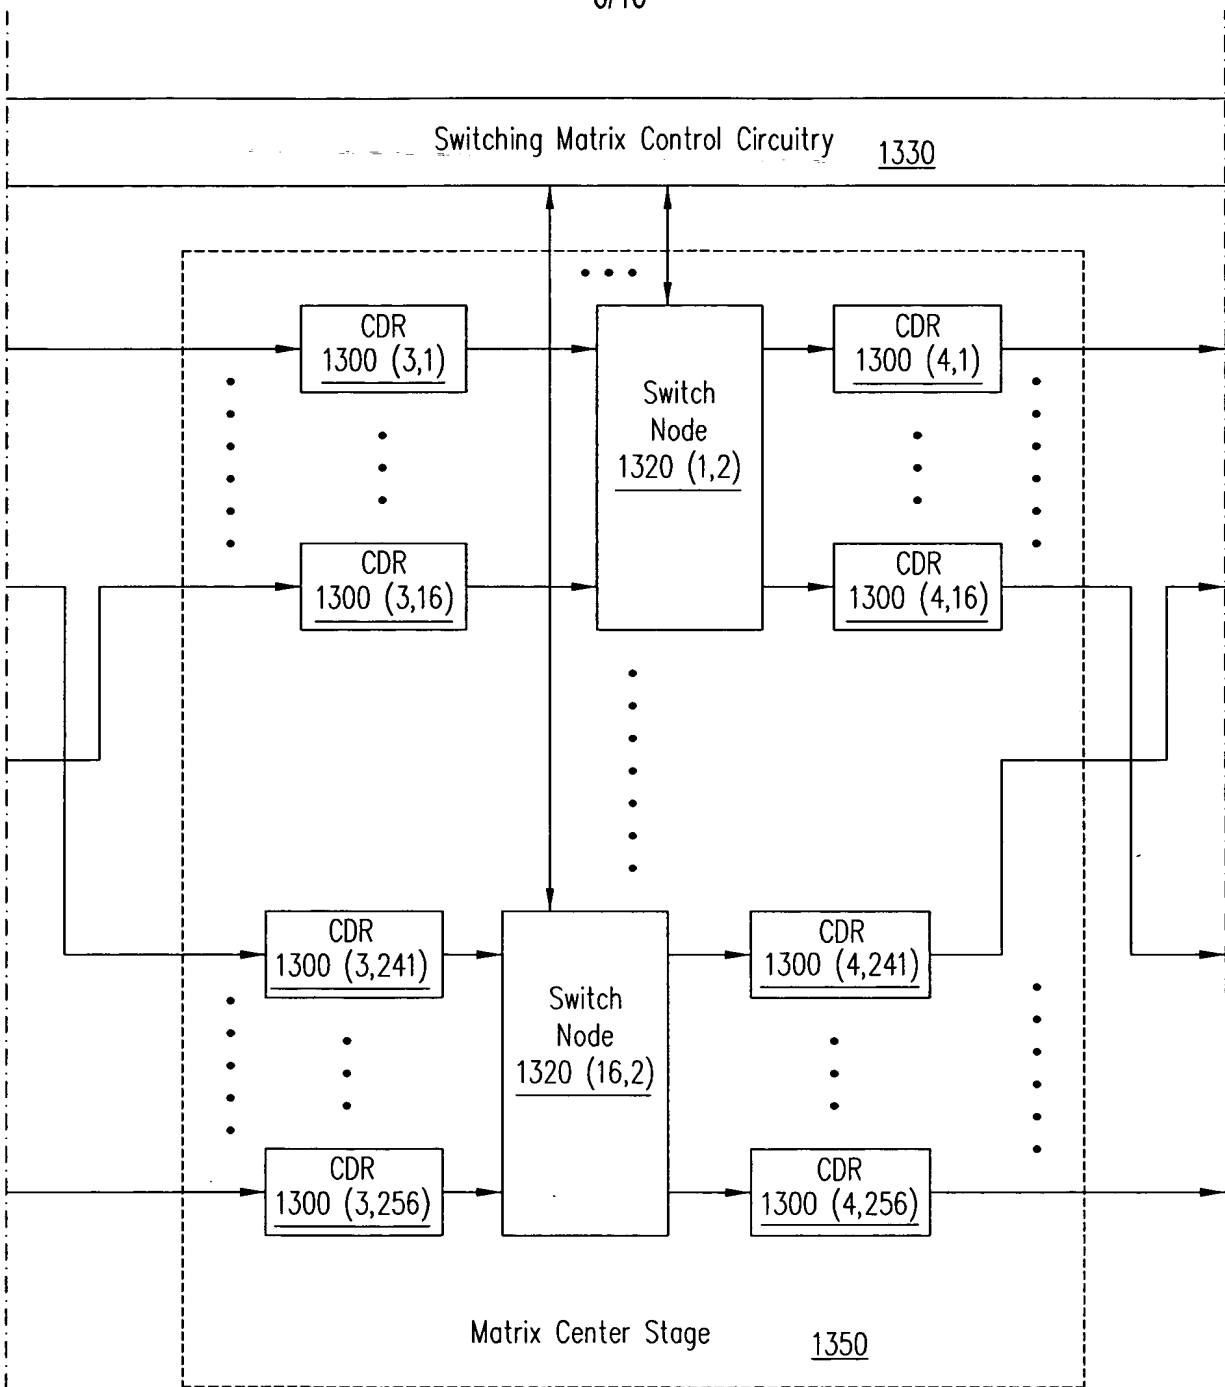 Switching Matrix Control Circuitry 1330
CDR
1300 (3,1)
CDR
1300 (4,1)
Switch
Node
1320 (1,2)
CDR
1300 (3,16)
CDR
1300 (4,16)
CDR
1300 (3,241)
CDR
1300 (4,241)
Switch
Node
1320 (16,2)
CDR
1300 (3,256)
CDR
1300 (4,256)
Matrix Center Stage 1350